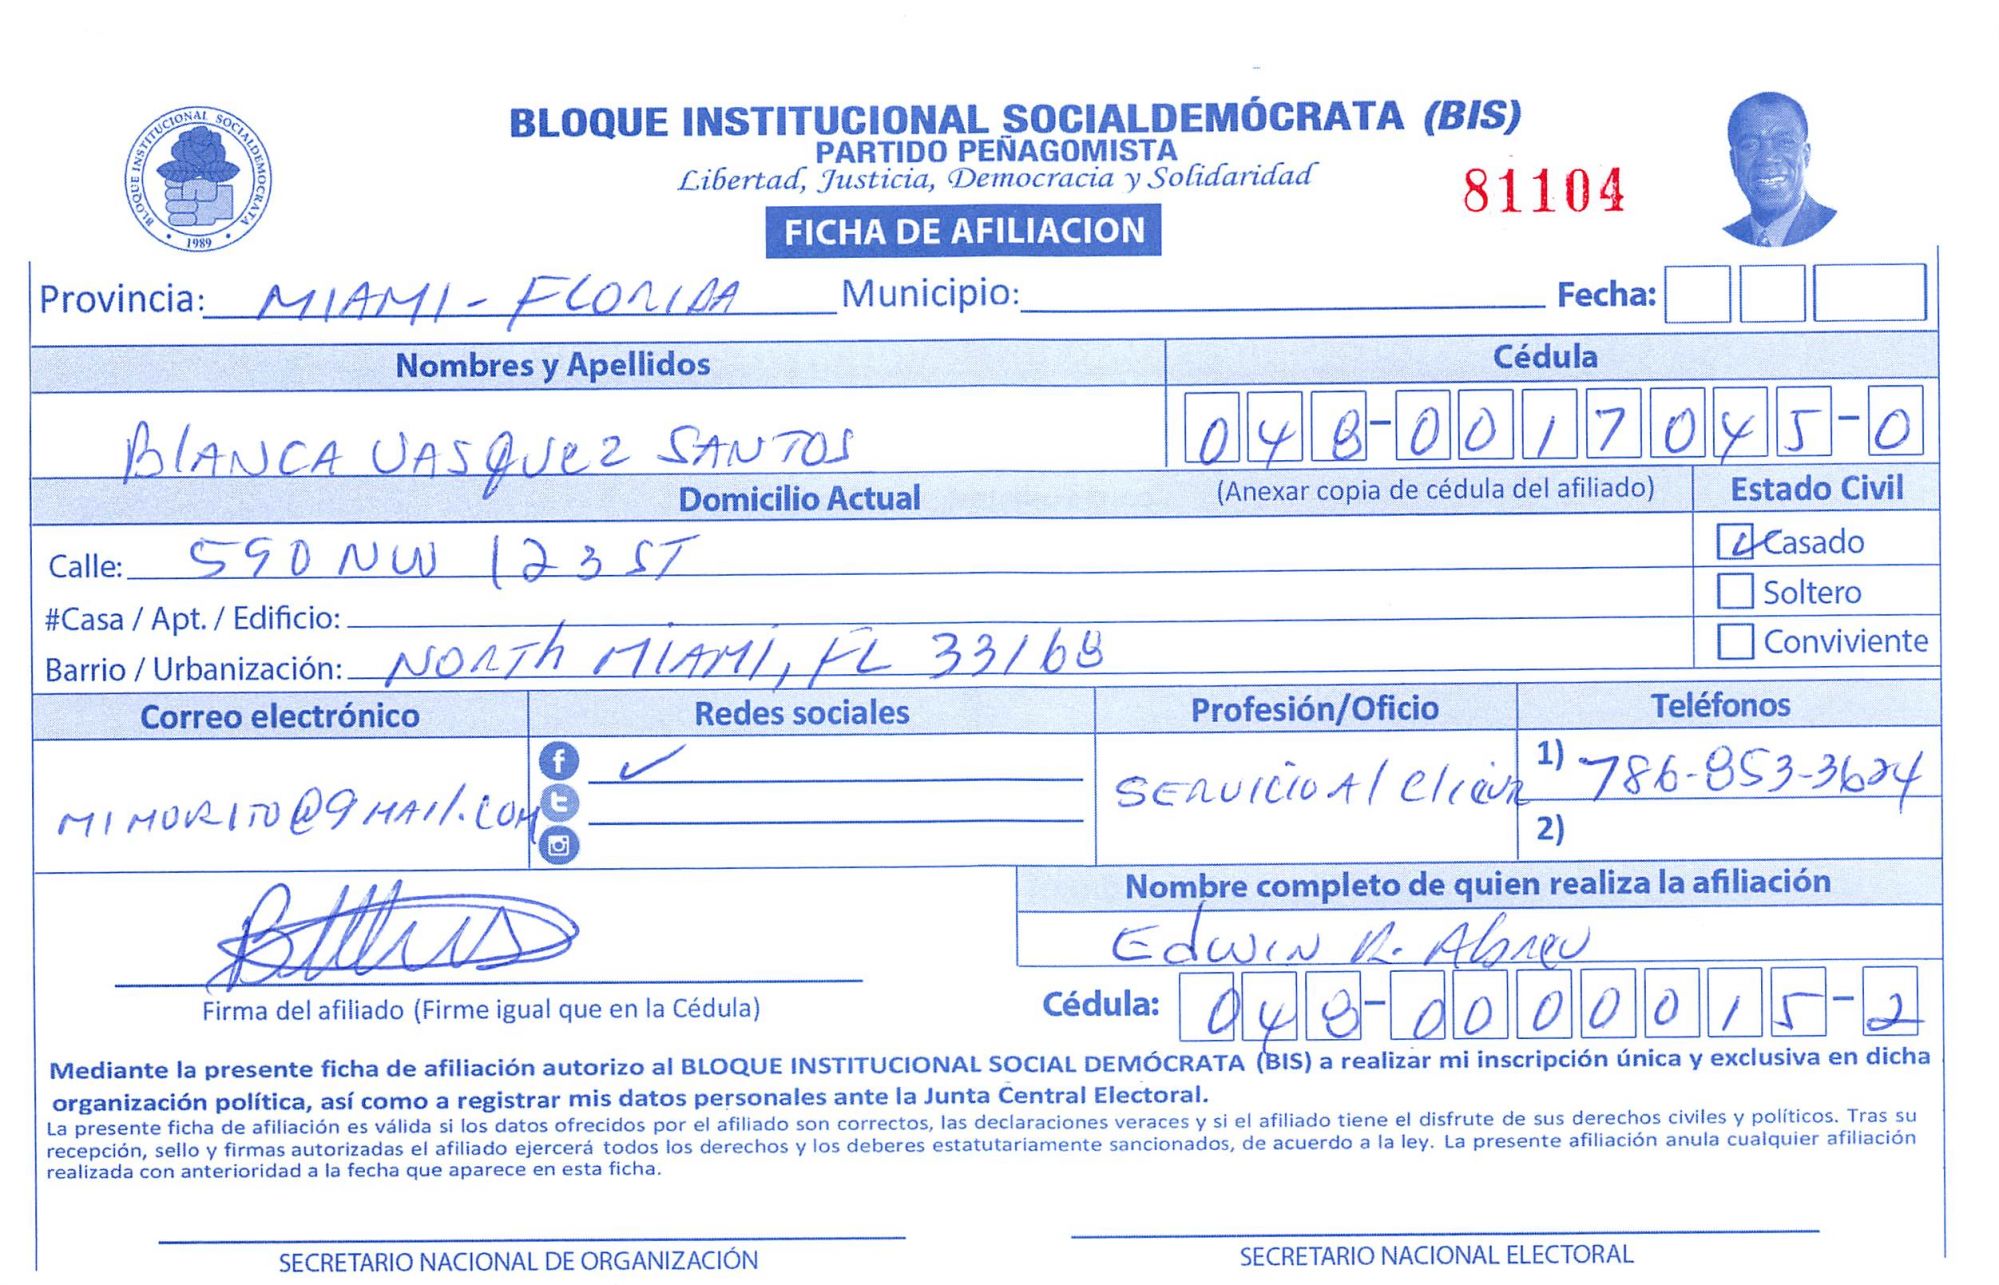 BLOQUE INSTITUCIONAL SOCIALDEMOCRATA
1989
BLOQUE INSTITUCIONAL SOCIALDEMÓCRATA (BIS)
PARTIDO PEÑAGOMISTA
Libertad, Justicia, Democracia y Solidaridad
81104
FICHA DE AFILIACION
Provincia: MIAMI - FLORIDA Municipio: Fecha:
Nombres y Apellidos Cédula
BlANCA VASQUEZ SANTOS 048-0017045-0
Domicilio Actual (Anexar copia de cédula del afiliado) Estado Civil
Calle: 590 NW 123 ST Casado
#Casa / Apt. / Edificio: Soltero
Barrio / Urbanización: NORTh MIAMI, FL 33168 Conviviente
Correo electrónico Redes sociales Profesión/Oficio Teléfonos
MIMORITO@gMAIl.COM SERVICIO Al 1) 786-853-3624
2)
Nombre completo de quien realiza la afiliación
Edwin R. Abreu
Firma del afiliado (Firme igual que en la Cédula) Cédula: 048-0000015-2
Mediante la presente ficha de afiliación autorizo al BLOQUE INSTITUCIONAL SOCIAL DEMÓCRATA (BIS) a realizar mi inscripción única y exclusiva en dicha
organización política, así como a registrar mis datos personales ante la Junta Central Electoral.
La presente ficha de afiliación es válida si los datos ofrecidos por el afiliado son correctos, las declaraciones veraces y si el afiliado tiene el disfrute de sus derechos civiles y políticos. Tras su
recepción, sello y firmas autorizadas el afiliado ejercerá todos los derechos y los deberes estatutariamente sancionados, de acuerdo a la ley. La presente afiliación anula cualquier afiliación
realizada con anterioridad a la fecha que aparece en esta ficha.
SECRETARIO NACIONAL DE ORGANIZACIÓN SECRETARIO NACIONAL ELECTORAL